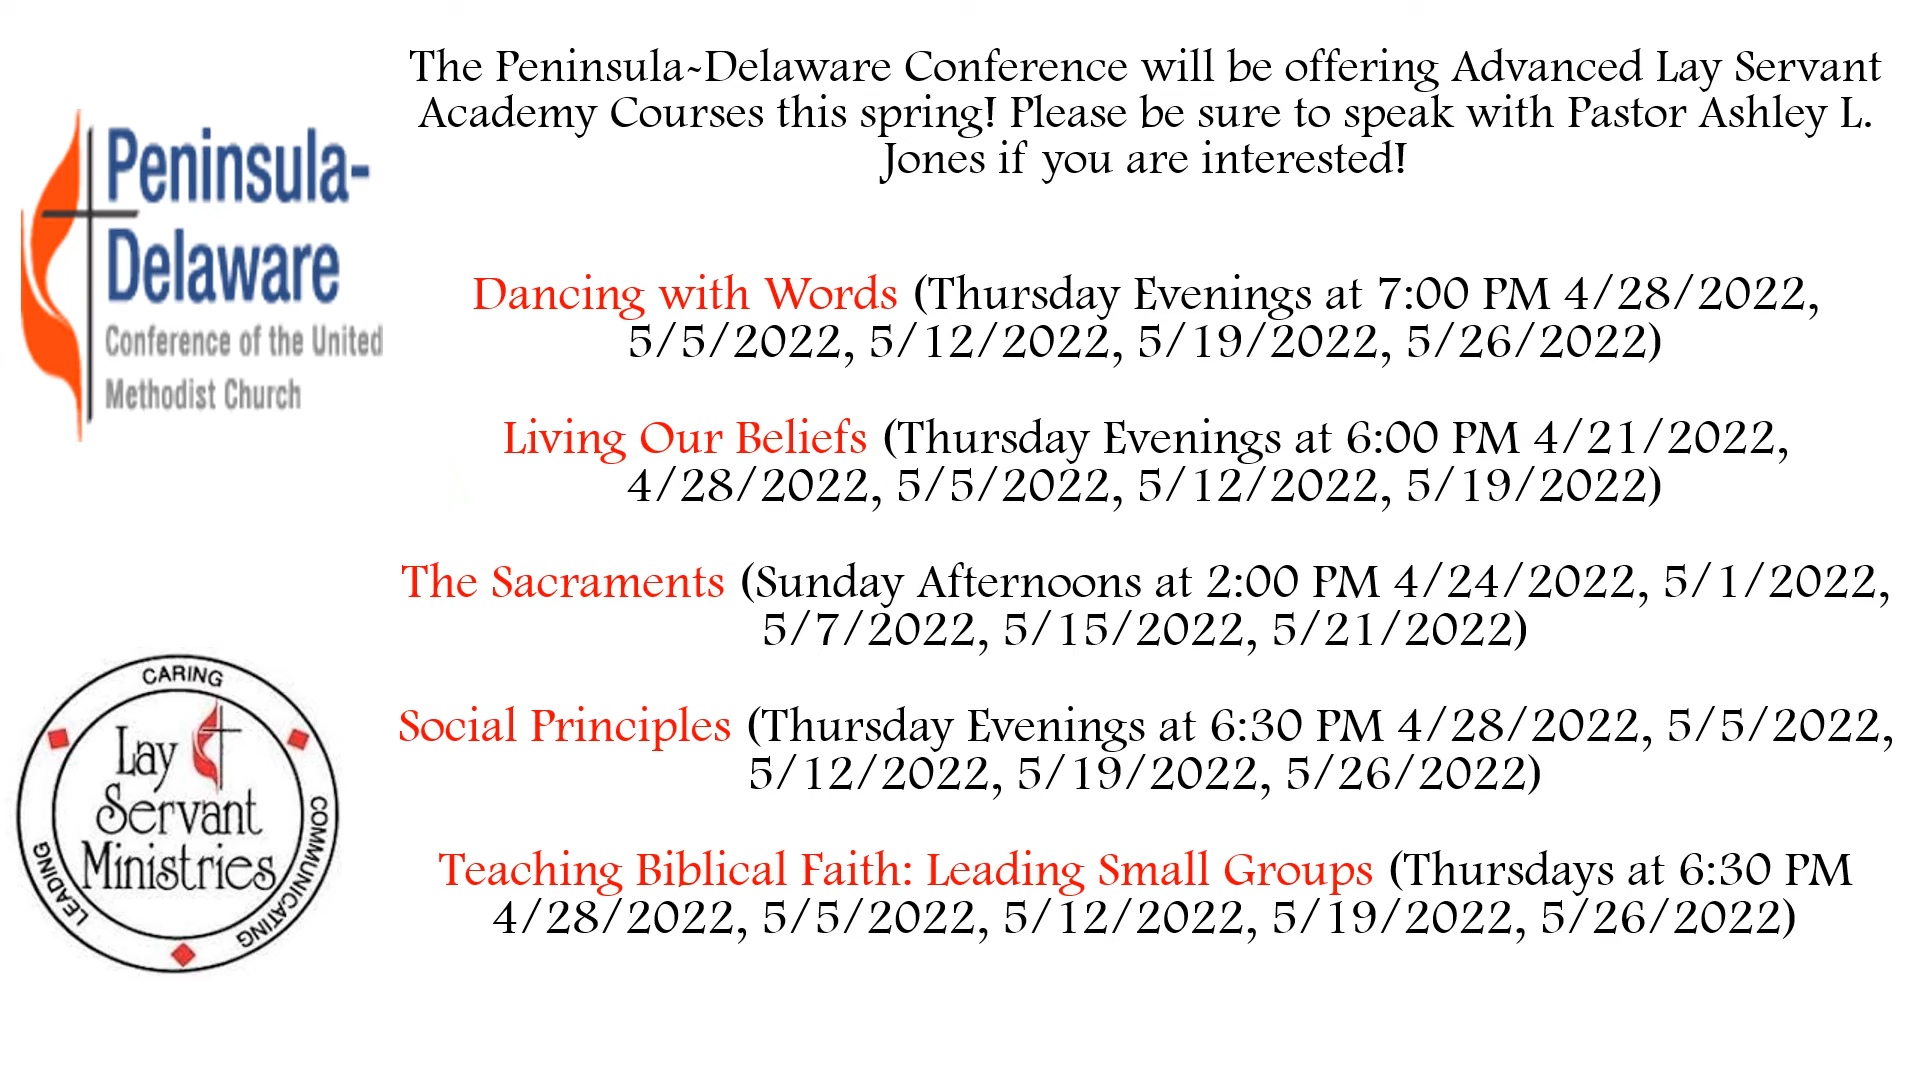 The Peninsula-Delaware Conference will be offering Advanced Lay Servant
Academy Courses this spring! Please be sure to speak with Pastor Ashley L.
Jones if you are interested!
Peninsula-
Delaware
Conference of the United
Methodist Church
Dancing with Words (Thursday Evenings at 7:00 PM 4/28/2022,
5/5/2022, 5/12/2022, 5/19/2022, 5/26/2022)
Living Our Beliefs (Thursday Evenings at 6:00 PM 4/21/2022,
4/28/2022, 5/5/2022, 5/12/2022, 5/19/2022)
The Sacraments (Sunday Afternoons at 2:00 PM 4/24/2022, 5/1/2022,
5/7/2022, 5/15/2022, 5/21/2022)
Social Principles (Thursday Evenings at 6:30 PM 4/28/2022, 5/5/2022,
5/12/2022, 5/19/2022, 5/26/2022)
Teaching Biblical Faith: Leading Small Groups (Thursdays at 6:30 PM
4/28/2022, 5/5/2022, 5/12/2022, 5/19/2022, 5/26/2022)
CARING
Lay
Servant
Ministries
COMMUNICATING
LEADING